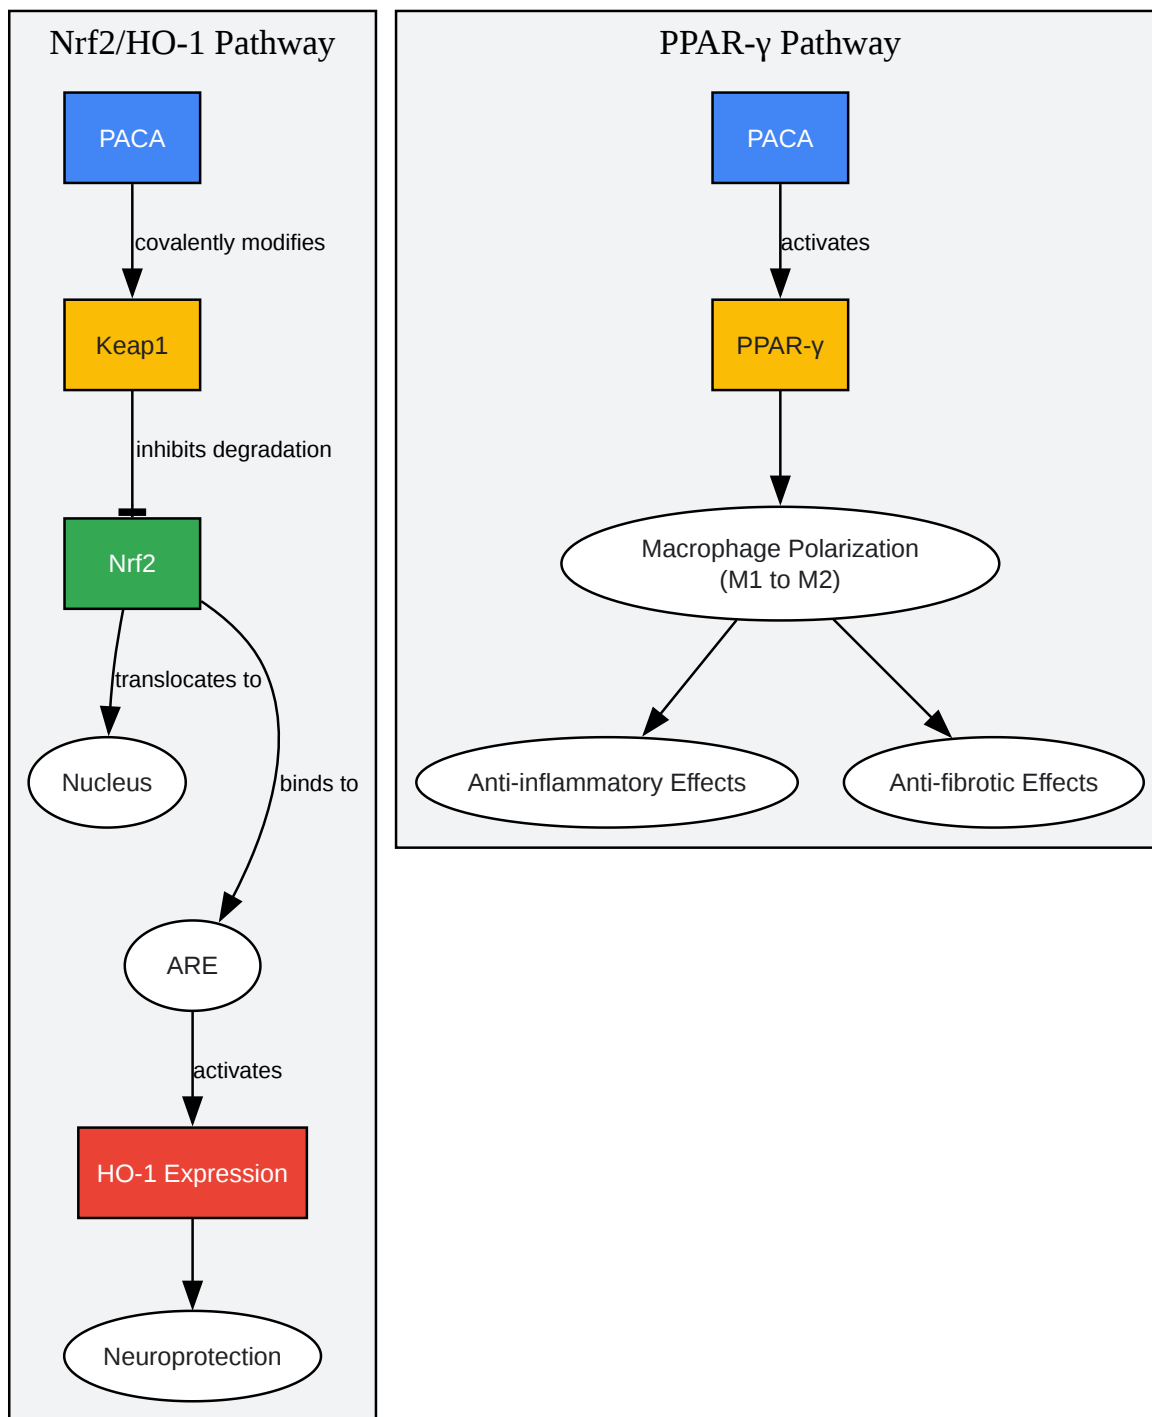 Nrf2/HO-1 Pathway
PACA
covalently modifies
Keap1
inhibits degradation
Nrf2
translocates to
Nucleus
binds to
ARE
activates
HO-1 Expression
Neuroprotection
PPAR-γ Pathway
PACA
activates
PPAR-γ
Macrophage Polarization
(M1 to M2)
Anti-inflammatory Effects
Anti-fibrotic Effects